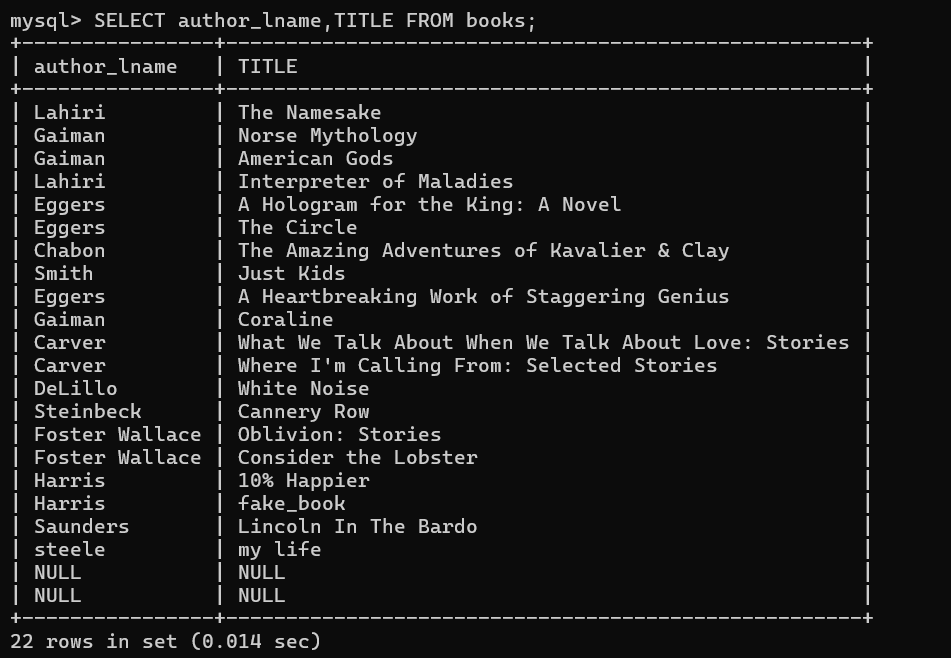 mysql> SELECT author_lname,TITLE FROM books;
+----------------+-----------------------------------------------------+
| author_lname   | TITLE                                               |
+----------------+-----------------------------------------------------+
| Lahiri         | The Namesake                                        |
| Gaiman         | Norse Mythology                                     |
| Gaiman         | American Gods                                       |
| Lahiri         | Interpreter of Maladies                             |
| Eggers         | A Hologram for the King: A Novel                    |
| Eggers         | The Circle                                          |
| Chabon         | The Amazing Adventures of Kavalier & Clay           |
| Smith          | Just Kids                                           |
| Eggers         | A Heartbreaking Work of Staggering Genius           |
| Gaiman         | Coraline                                            |
| Carver         | What We Talk About When We Talk About Love: Stories |
| Carver         | Where I'm Calling From: Selected Stories            |
| DeLillo        | White Noise                                         |
| Steinbeck      | Cannery Row                                         |
| Foster Wallace | Oblivion: Stories                                   |
| Foster Wallace | Consider the Lobster                                |
| Harris         | 10% Happier                                         |
| Harris         | fake_book                                           |
| Saunders       | Lincoln In The Bardo                                |
| steele         | my life                                             |
| NULL           | NULL                                                |
| NULL           | NULL                                                |
+----------------+-----------------------------------------------------+
22 rows in set (0.014 sec)